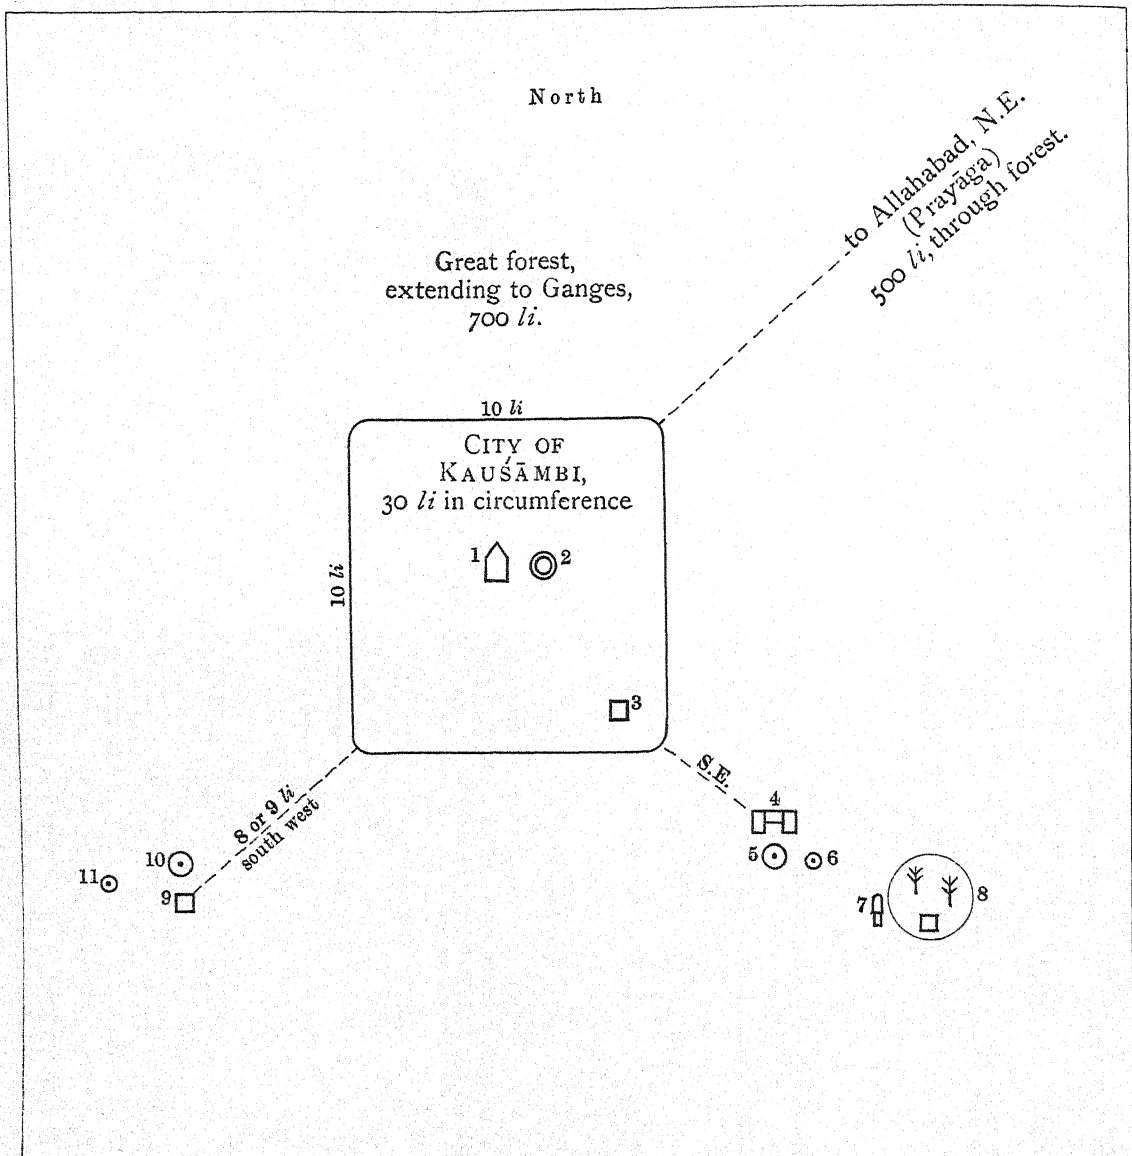 North
to Allahabad, N.E.
(Prayāga)
500 li, through forest.
Great forest,
extending to Ganges,
700 li.
10 li
CITY OF
KAUŚĀMBI,
30 li in circumference
1
2
10 li
3
S.E.
4
8 or 9 li
south west
10
5
6
11
9
7
8